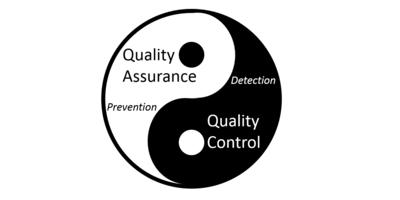 Quality
Assurance
Detection
Prevention
Quality
Control